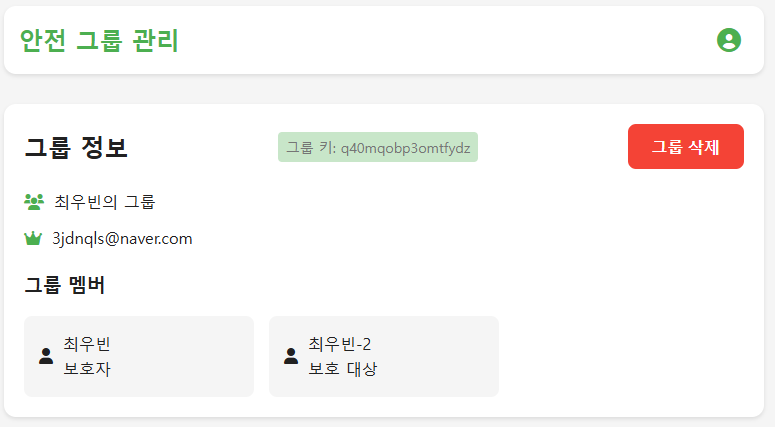 안전 그룹 관리
그룹 정보
그룹 키: q40mqobp3omtfydz
그룹 삭제
최우빈의 그룹
3jdnqls@naver.com
그룹 멤버
최우빈
보호자
최우빈-2
보호 대상